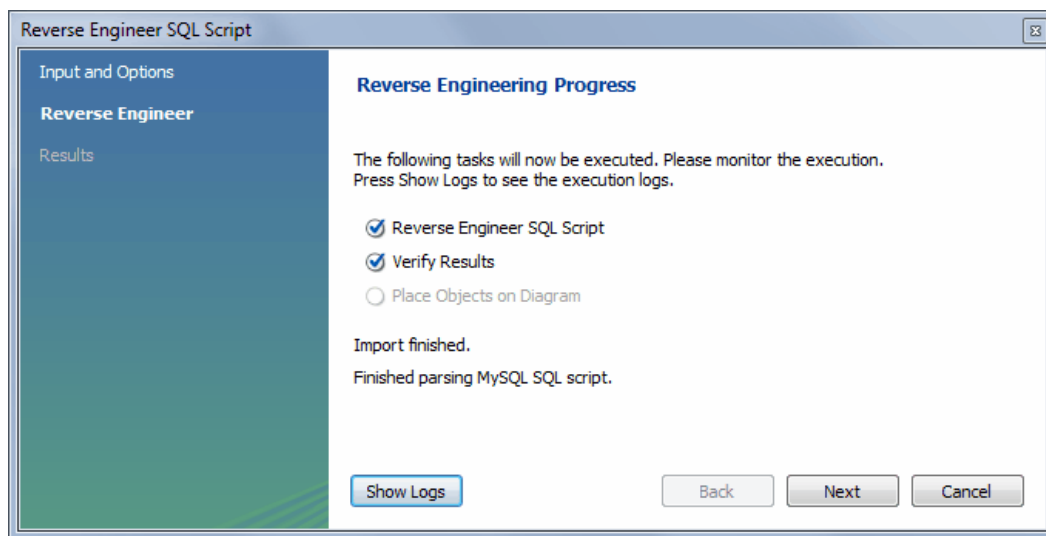 Reverse Engineer SQL Script
Input and Options
Reverse Engineer
Results
Reverse Engineering Progress
The following tasks will now be executed. Please monitor the execution.
Press Show Logs to see the execution logs.
Reverse Engineer SQL Script
Verify Results
Place Objects on Diagram
Import finished.
Finished parsing MySQL SQL script.
Show Logs
Back
Next
Cancel